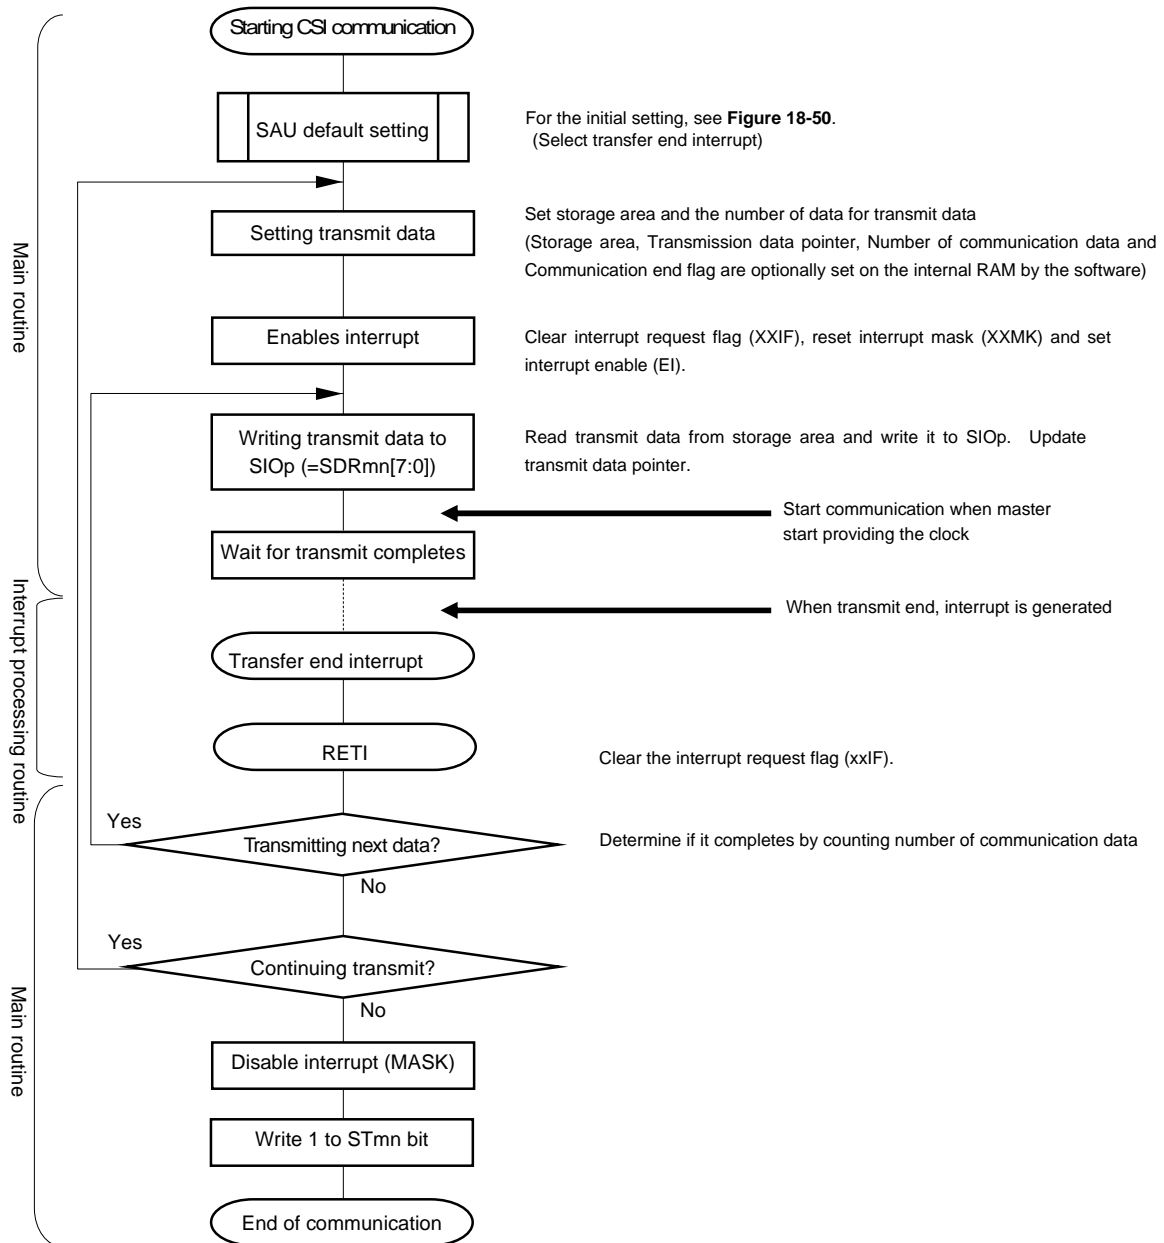 Starting CSI communication
SAU default setting
For the initial setting, see Figure 18-50.
(Select transfer end interrupt)
Main routine
Setting transmit data
Set storage area and the number of data for transmit data
(Storage area, Transmission data pointer, Number of communication data and
Communication end flag are optionally set on the internal RAM by the software)
Enables interrupt
Clear interrupt request flag (XXIF), reset interrupt mask (XXMK) and set
interrupt enable (EI).
Writing transmit data to
SIOp (=SDRmn[7:0])
Read transmit data from storage area and write it to SIOp. Update
transmit data pointer.
Start communication when master
start providing the clock
Wait for transmit completes
Interrupt processing routine
When transmit end, interrupt is generated
Transfer end interrupt
RETI
Clear the interrupt request flag (xxIF).
Yes
Transmitting next data?
Determine if it completes by counting number of communication data
No
Yes
Continuing transmit?
No
Main routine
Disable interrupt (MASK)
Write 1 to STmn bit
End of communication